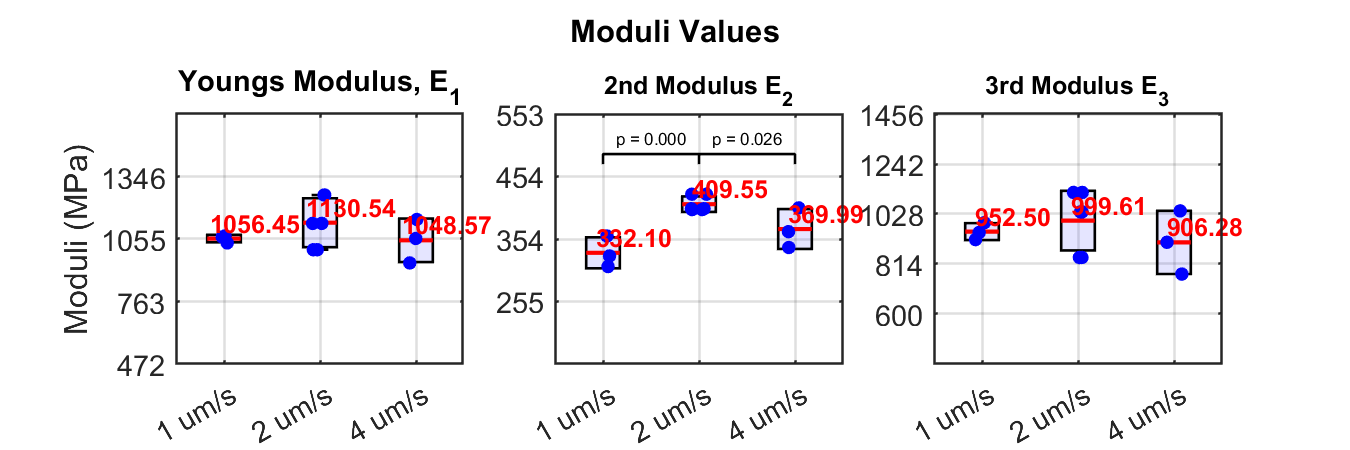 Moduli Values
Youngs Modulus, E1
Moduli (MPa)
1346
1055
763
472
1056.45
1130.54
1048.57
1 um/s
2 um/s
4 um/s
2nd Modulus E2
553
454
354
255
p = 0.000
p = 0.026
332.10
409.55
369.99
1 um/s
2 um/s
4 um/s
3rd Modulus E3
1456
1242
1028
814
600
952.50
999.61
906.28
1 um/s
2 um/s
4 um/s